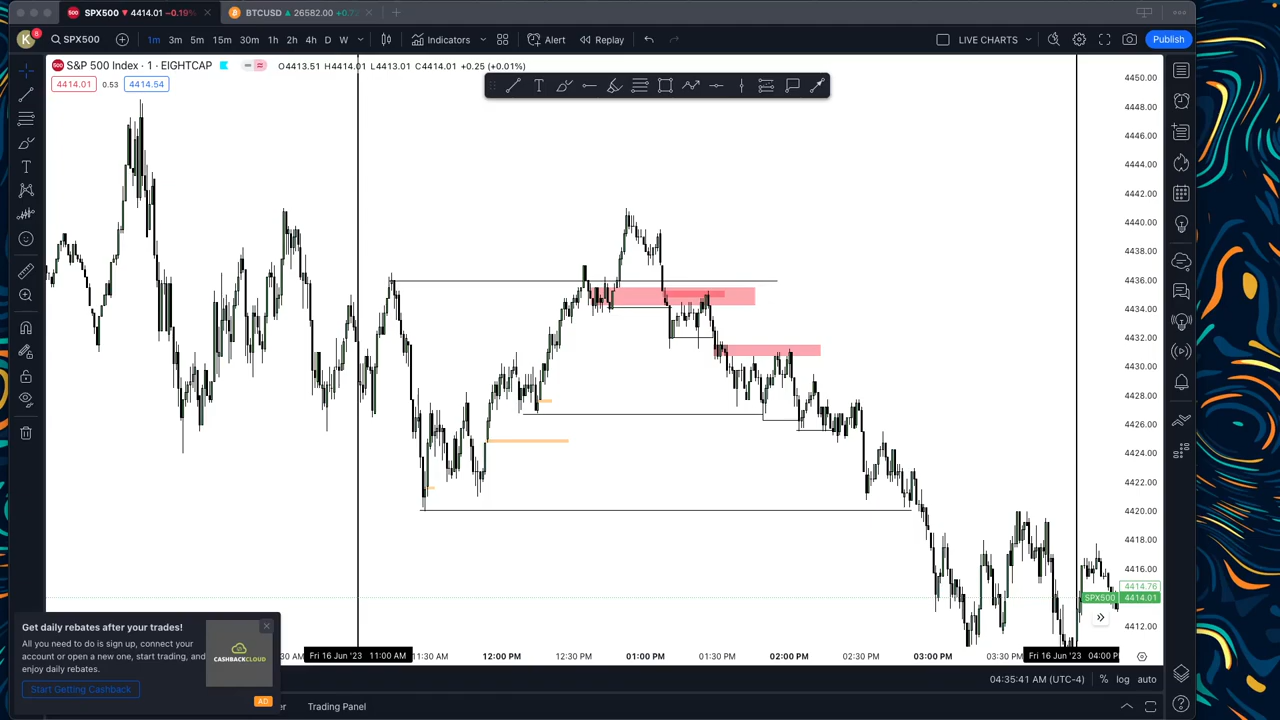 SPX500 ▼ 4414.01 −0.19%
BTCUSD ▲ 26582.00 +0.7
K 6 SPX500 1m 3m 5m 15m 30m 1h 2h 4h D W Indicators Alert Replay LIVE CHARTS Publish
S&P 500 Index · 1 · EIGHTCAP O4413.51 H4414.01 L4413.01 C4414.01 +0.25 (+0.01%)
4414.01 0.53 4414.54
4450.00
4448.00
4446.00
4444.00
4442.00
4440.00
4438.00
4436.00
4434.00
4432.00
4430.00
4428.00
4426.00
4424.00
4422.00
4420.00
4418.00
4416.00
4414.76
SPX500 4414.01
4412.00
Get daily rebates after your trades!
All you need to do is sign up, connect your
account or open a new one, start trading, and
enjoy daily rebates.
CASHBACKCLOUD
Start Getting Cashback
AD
:30 AM Fri 16 Jun '23 11:00 AM 11:30 AM 12:00 PM 12:30 PM 01:00 PM 01:30 PM 02:00 PM 02:30 PM 03:00 PM 03:30 PM Fri 16 Jun '23 04:00 P
04:35:41 AM (UTC-4) % log auto
er Trading Panel